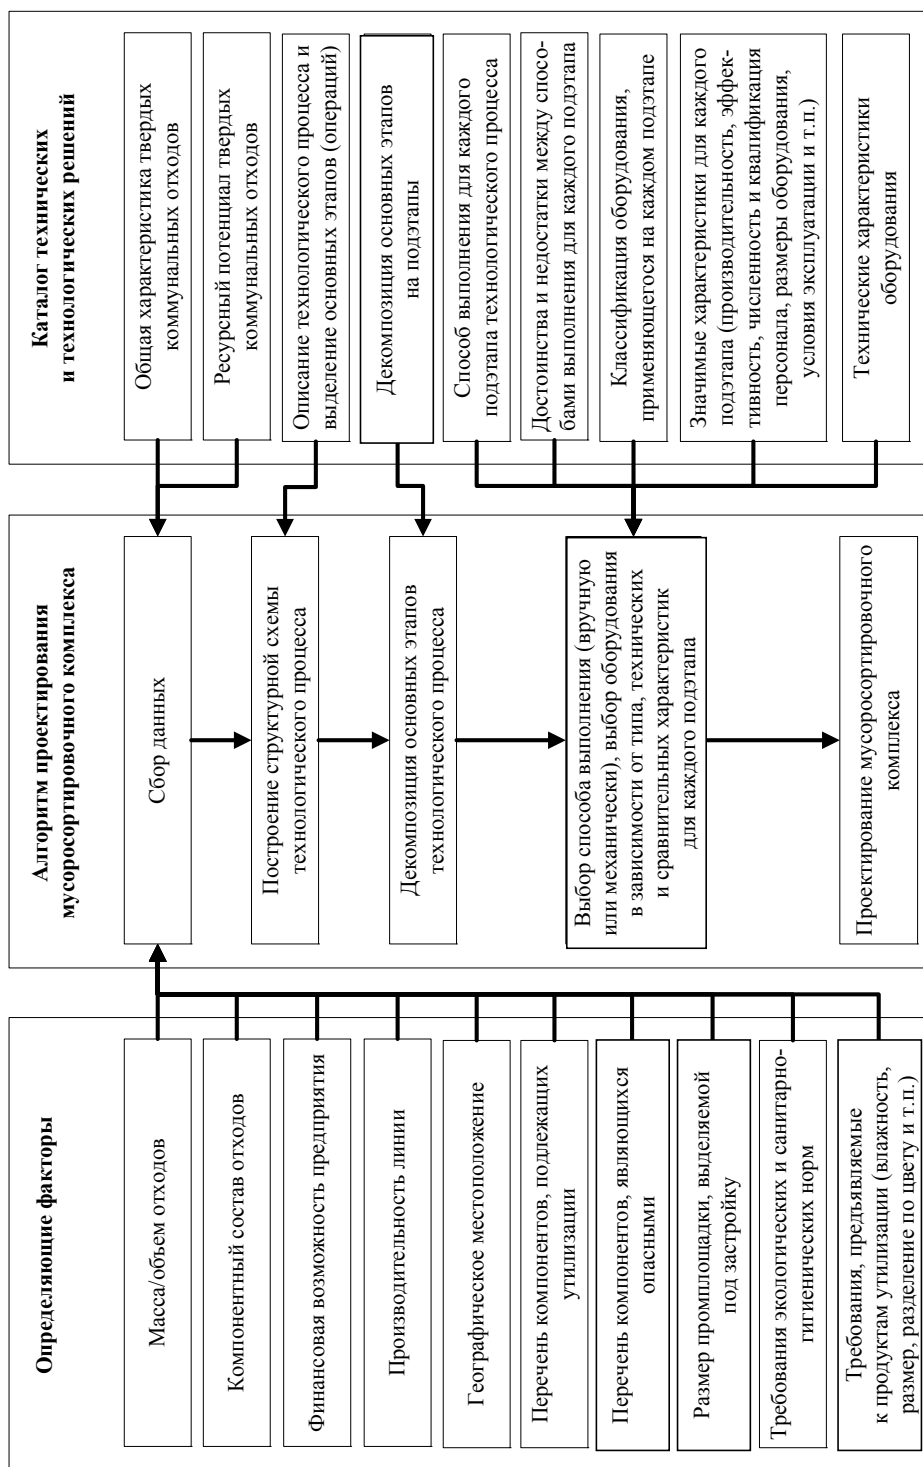 Определяющие факторы
Масса/объем отходов
Компонентный состав отходов
Финансовая возможность предприятия
Производительность линии
Географическое местоположение
Перечень компонентов, подлежащих
утилизации
Перечень компонентов, являющихся
опасными
Размер промплощадки, выделяемой
под застройку
Требования экологических и санитарно-
гигиенических норм
Требования, предъявляемые
к продуктам утилизации (влажность,
размер, разделение по цвету и т.п.)
Алгоритм проектирования
мусоросортировочного комплекса
Сбор данных
Построение структурной схемы
технологического процесса
Декомпозиция основных этапов
технологического процесса
Выбор способа выполнения (вручную
или механически), выбор оборудования
в зависимости от типа, технических
и сравнительных характеристик
для каждого подэтапа
Проектирование мусоросортировочного
комплекса
Каталог технических
и технологических решений
Общая характеристика твердых
коммунальных отходов
Ресурсный потенциал твердых
коммунальных отходов
Описание технологического процесса и
выделение основных этапов (операций)
Декомпозиция основных этапов
на подэтапы
Способ выполнения для каждого
подэтапа технологического процесса
Достоинства и недостатки между спосо-
бами выполнения для каждого подэтапа
Классификация оборудования,
применяющегося на каждом подэтапе
Значимые характеристики для каждого
подэтапа (производительность, эффек-
тивность, численность и квалификация
персонала, размеры оборудования,
условия эксплуатации и т.п.)
Технические характеристики
оборудования